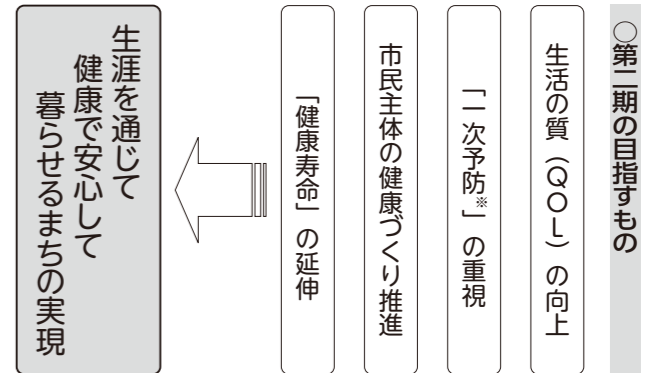 ○第二期の目指すもの
生活の質（QOL）の向上
「一次予防※」の重視
市民主体の健康づくり推進
「健康寿命」の延伸
生涯を通じて
健康で安心して
暮らせるまちの実現